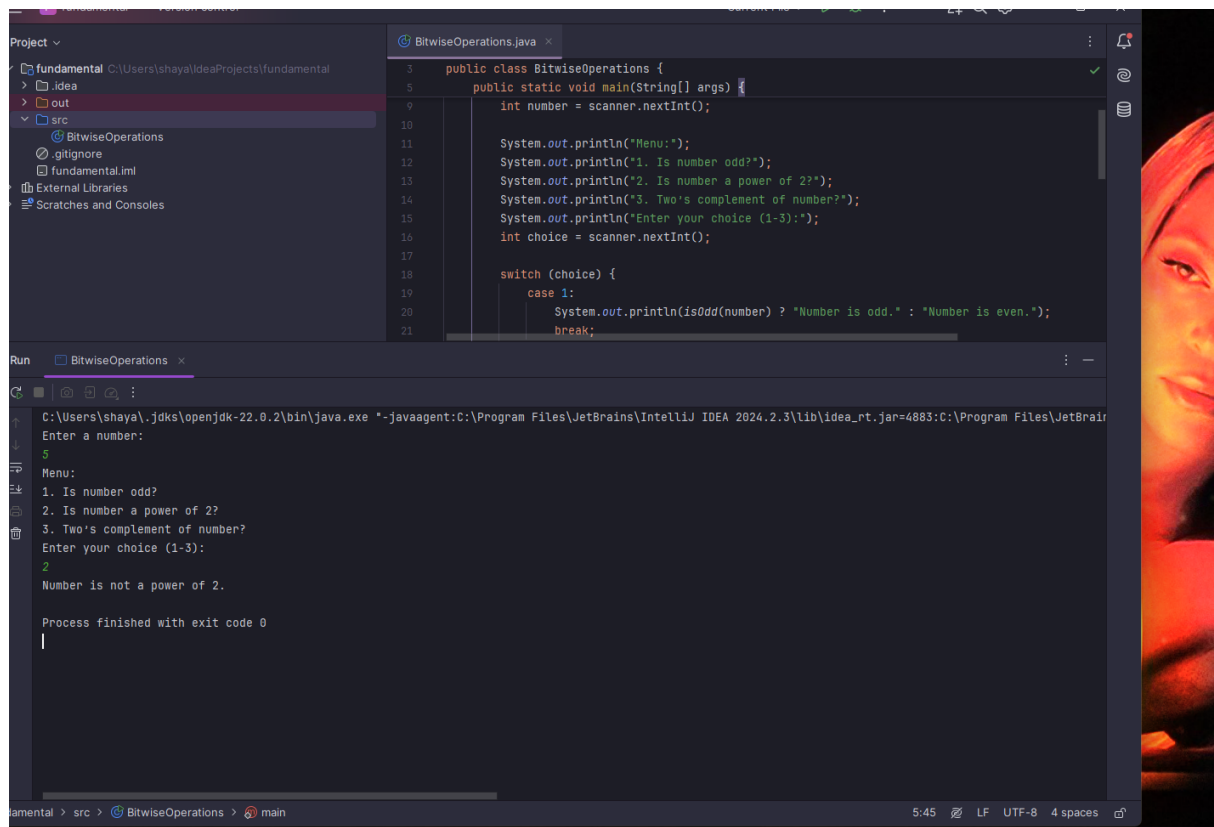 Project
fundamental C:\Users\shaya\IdeaProjects\fundamental
.idea
out
src
BitwiseOperations
.gitignore
fundamental.iml
External Libraries
Scratches and Consoles
BitwiseOperations.java
3 public class BitwiseOperations {
5 public static void main(String[] args) {
9 int number = scanner.nextInt();
10
11 System.out.println("Menu:");
12 System.out.println("1. Is number odd?");
13 System.out.println("2. Is number a power of 2?");
14 System.out.println("3. Two's complement of number?");
15 System.out.println("Enter your choice (1-3):");
16 int choice = scanner.nextInt();
17
18 switch (choice) {
19 case 1:
20 System.out.println(isOdd(number) ? "Number is odd." : "Number is even.");
21 break;
Run BitwiseOperations
C:\Users\shaya\.jdks\openjdk-22.0.2\bin\java.exe "-javaagent:C:\Program Files\JetBrains\IntelliJ IDEA 2024.2.3\lib\idea_rt.jar=4883:C:\Program Files\JetBrain
Enter a number:
5
Menu:
1. Is number odd?
2. Is number a power of 2?
3. Two's complement of number?
Enter your choice (1-3):
2
Number is not a power of 2.
Process finished with exit code 0
lamental > src > BitwiseOperations > main 5:45 LF UTF-8 4 spaces